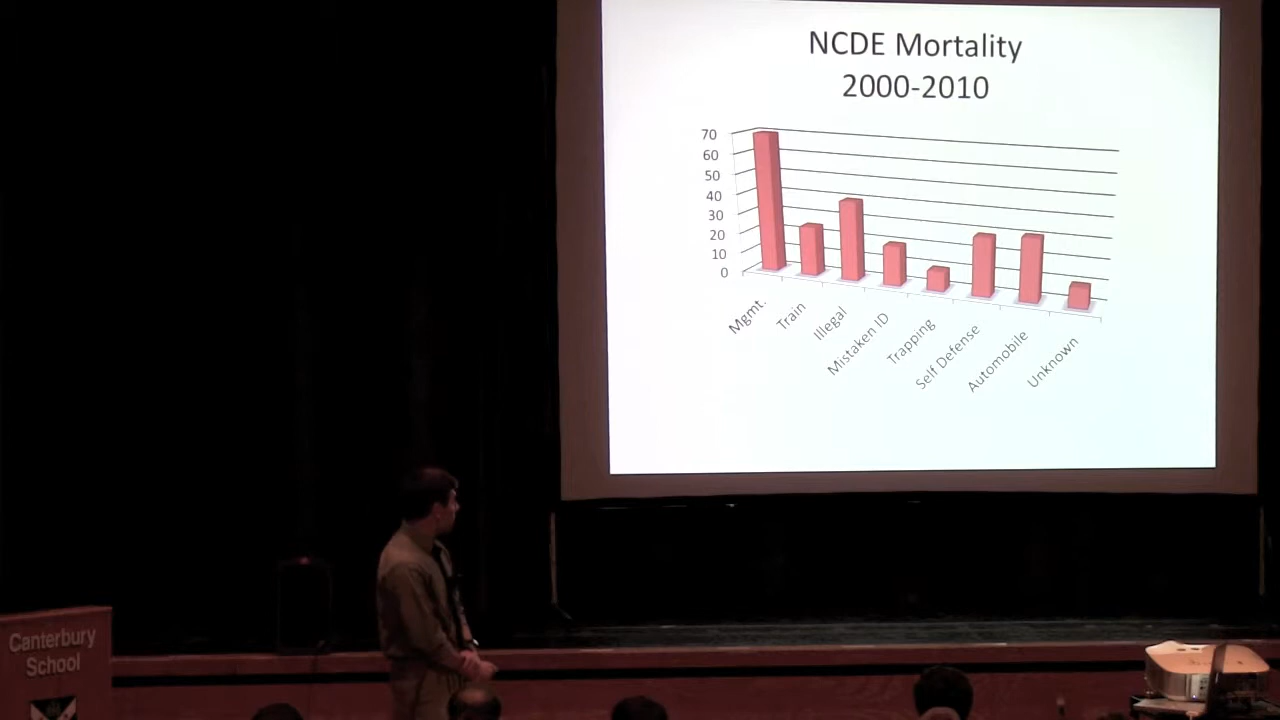 NCDE Mortality
2000-2010
70
60
50
40
30
20
10
0
Mgmt.
Train
Illegal
Mistaken ID
Trapping
Self Defense
Automobile
Unknown
Canterbury
School